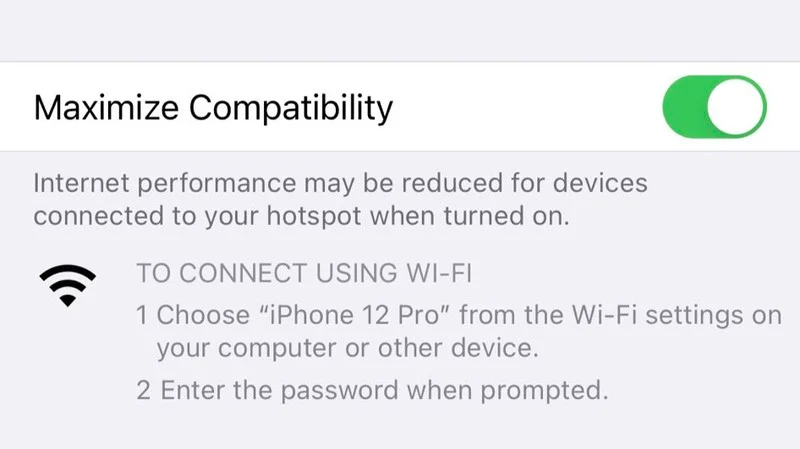 Maximize Compatibility
Internet performance may be reduced for devices
connected to your hotspot when turned on.
TO CONNECT USING WI-FI
1 Choose “iPhone 12 Pro” from the Wi-Fi settings on
your computer or other device.
2 Enter the password when prompted.